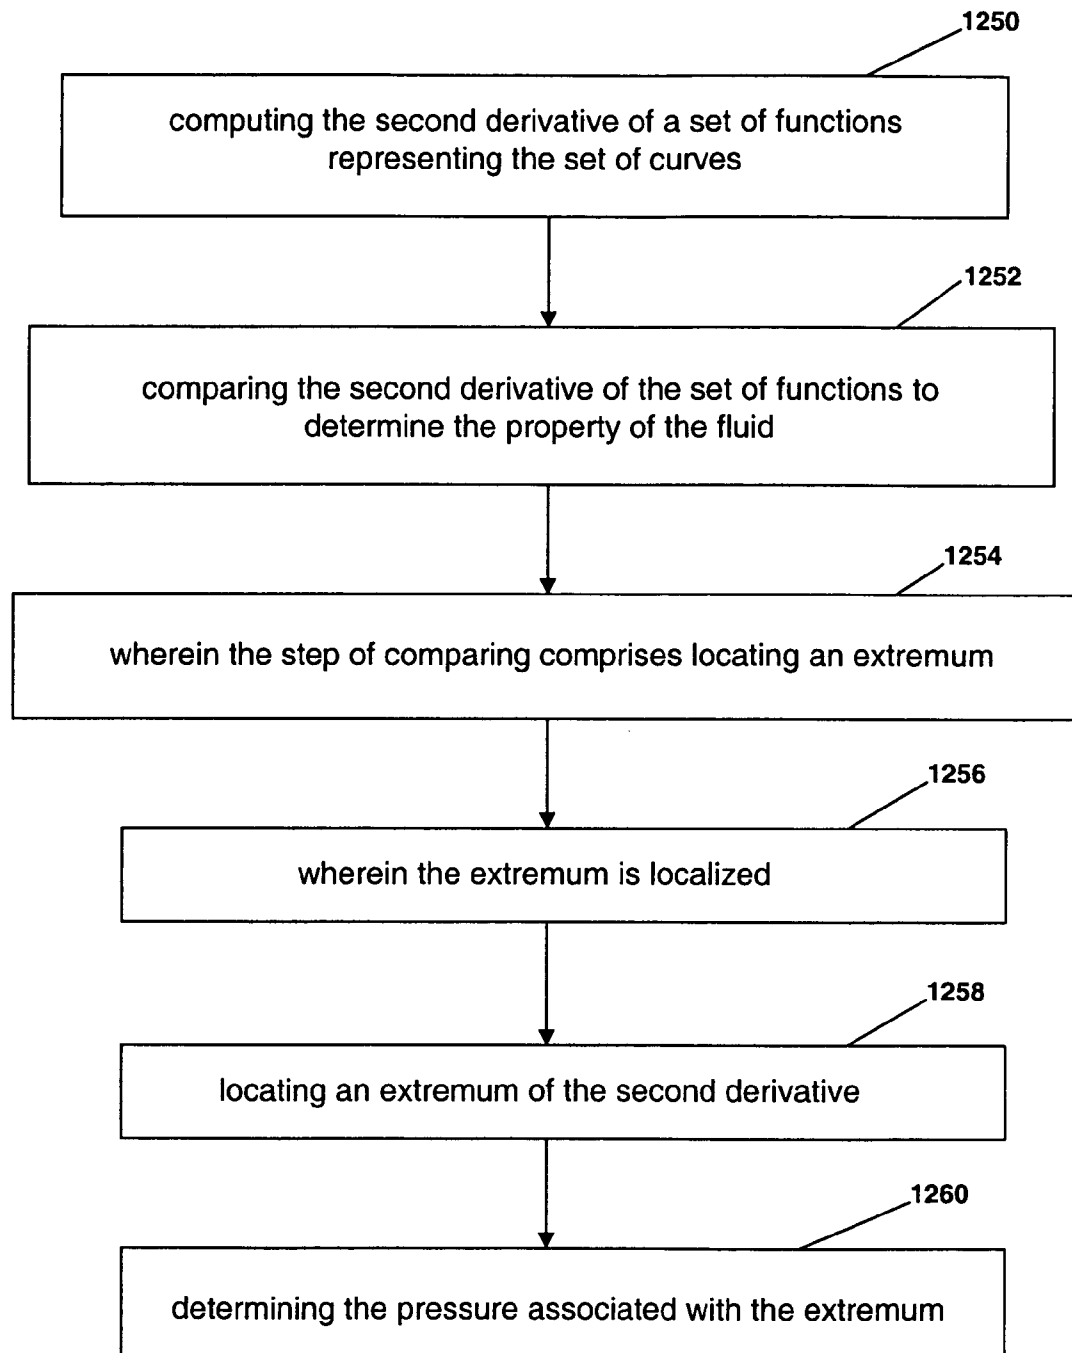 1250
computing the second derivative of a set of functions
representing the set of curves
1252
comparing the second derivative of the set of functions to
determine the property of the fluid
1254
wherein the step of comparing comprises locating an extremum
1256
wherein the extremum is localized
1258
locating an extremum of the second derivative
1260
determining the pressure associated with the extremum